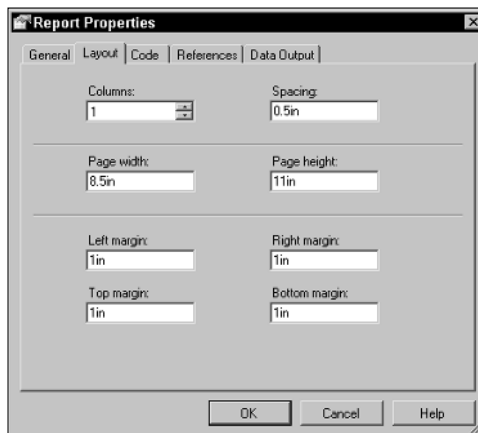 Report Properties
General Layout Code References Data Output
Columns: Spacing:
1 0.5in
Page width: Page height:
8.5in 11in
Left margin: Right margin:
1in 1in
Top margin: Bottom margin:
1in 1in
OK Cancel Help